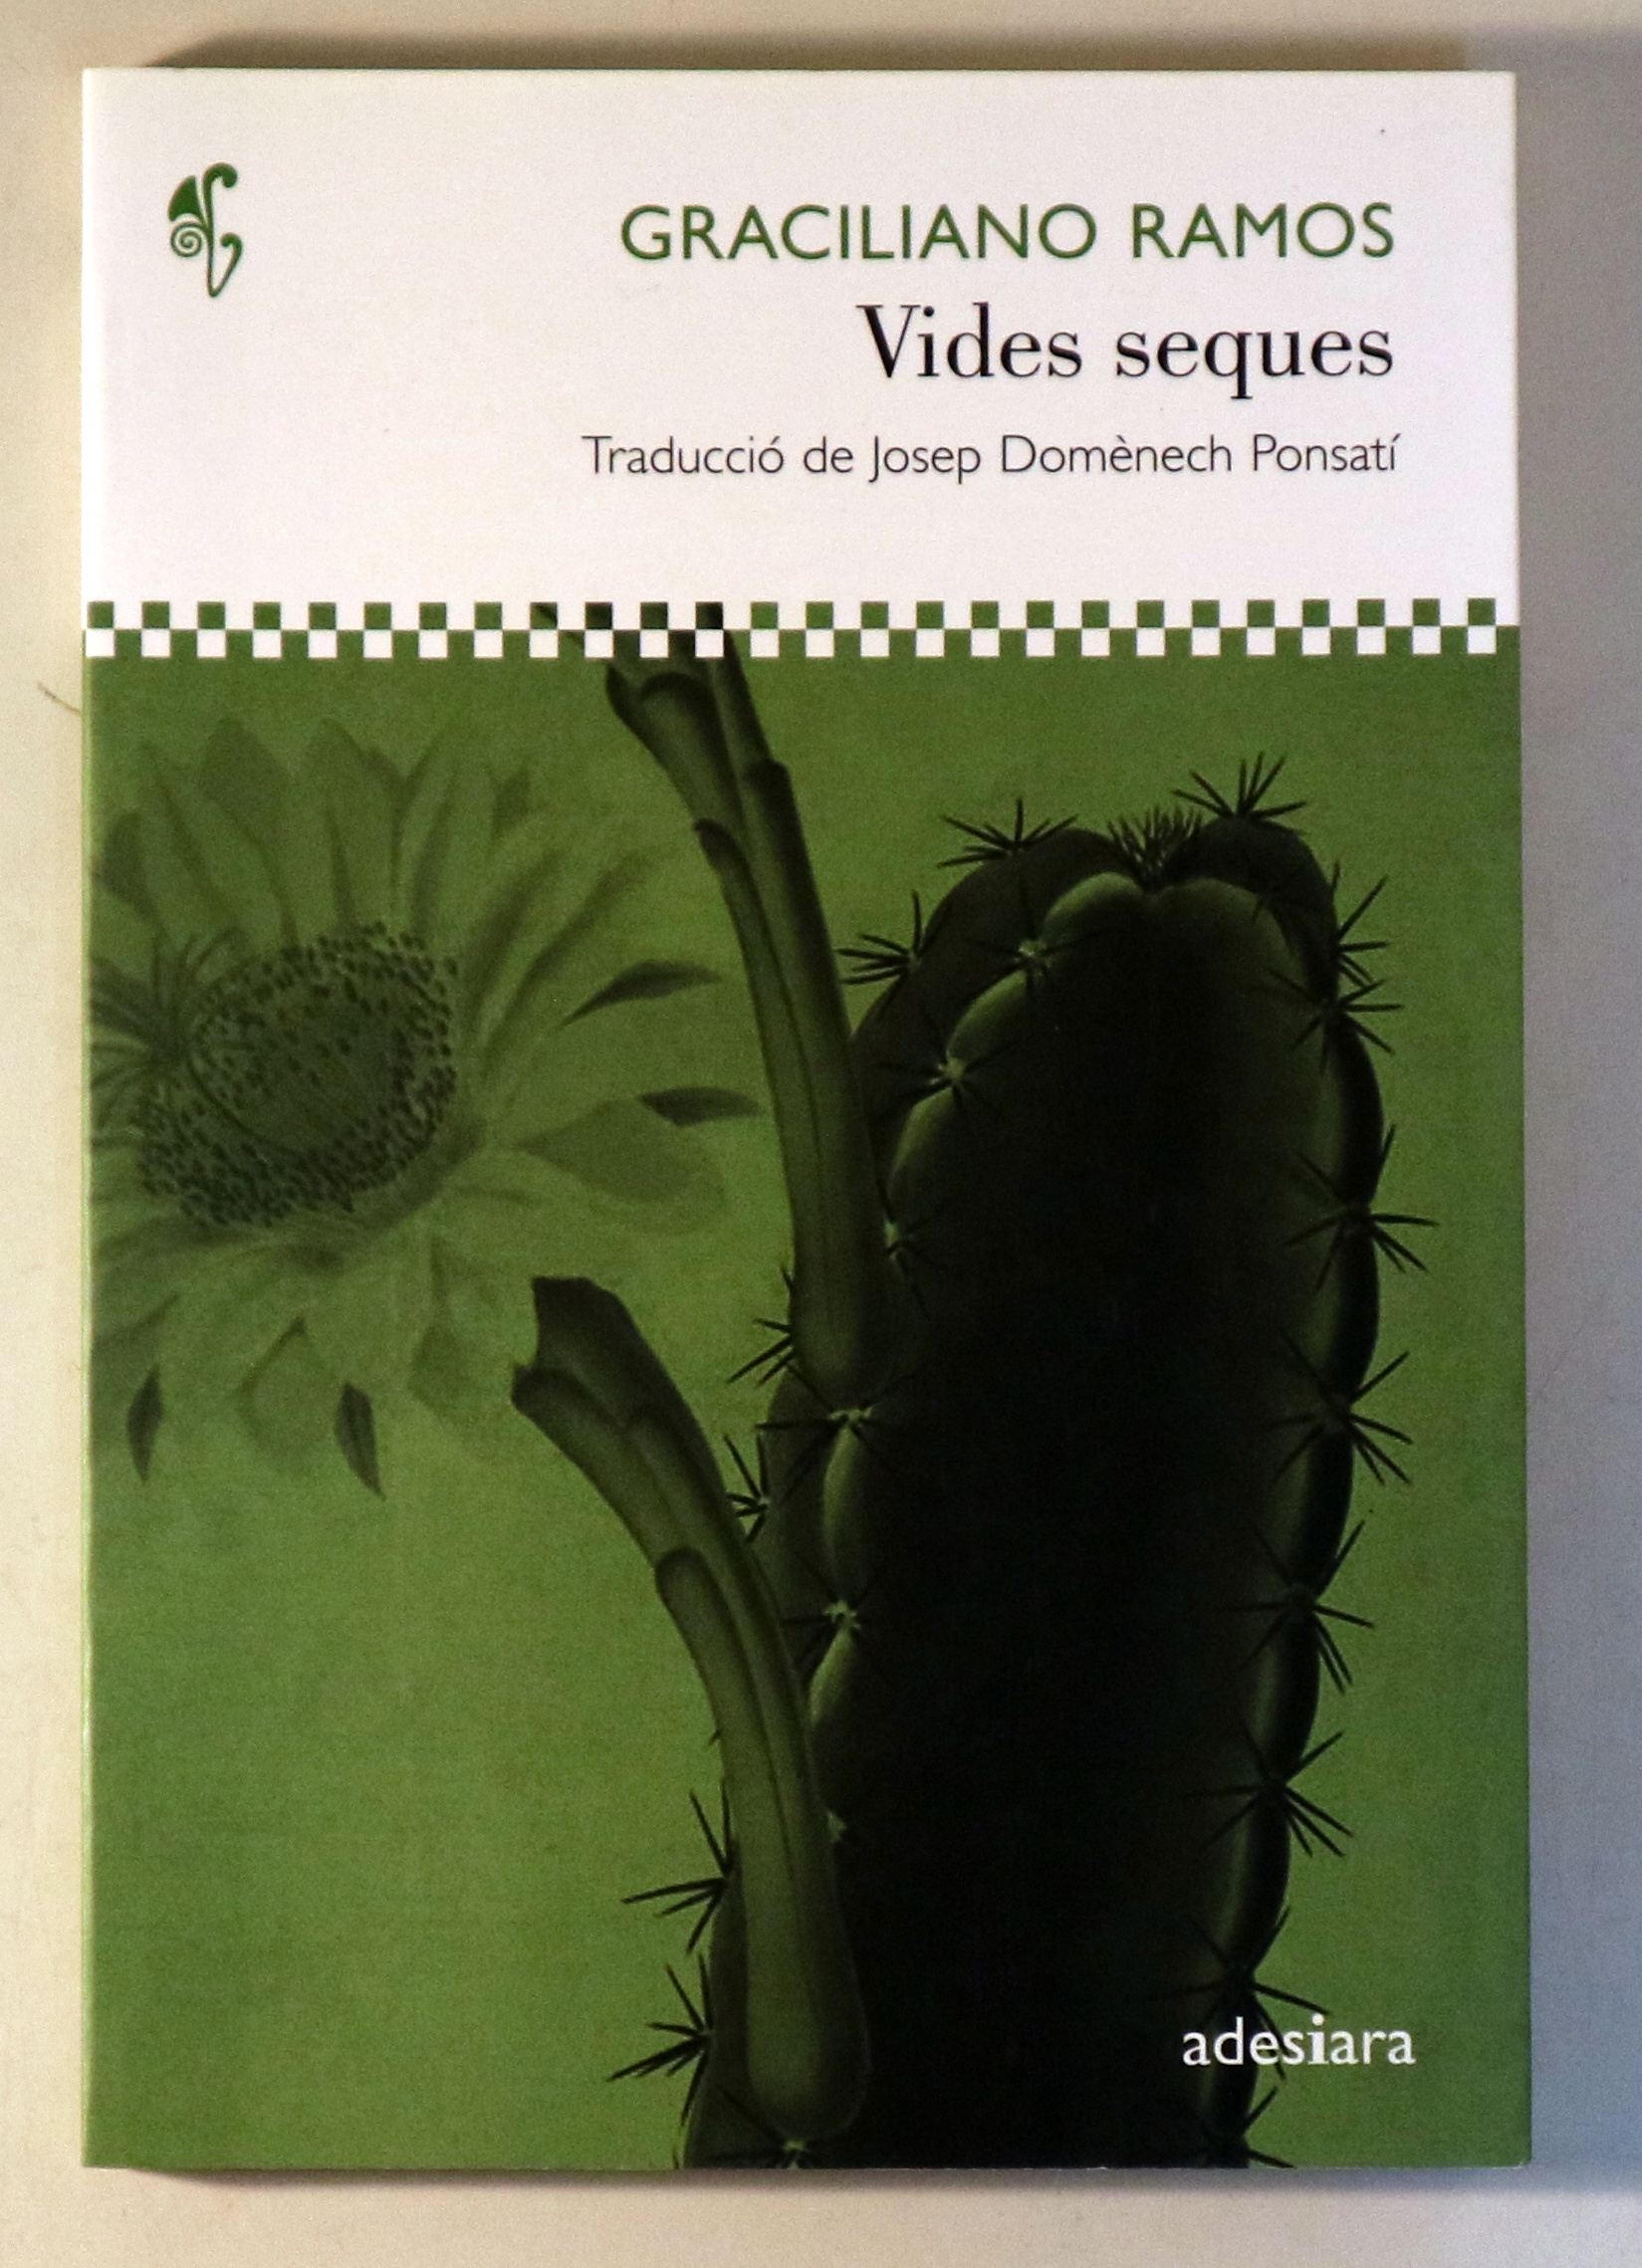 GRACILIANO RAMOS
Vides seques
Traducció de Josep Domènech Ponsatí
adesiara